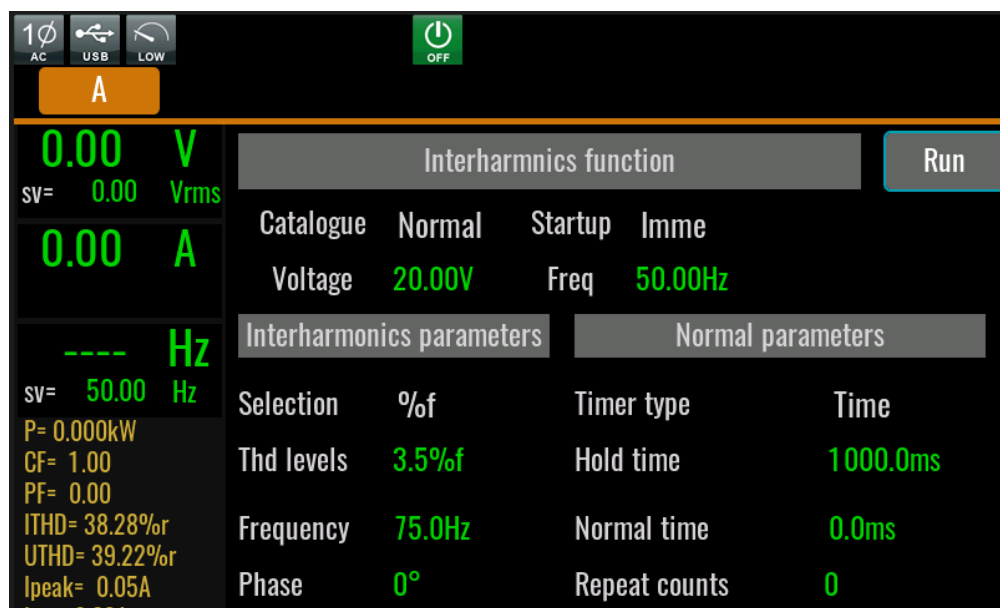 1Ø AC USB LOW OFF
A
0.00 V
sv= 0.00 Vrms
0.00 A
---- Hz
sv= 50.00 Hz
P= 0.000kW
CF= 1.00
PF= 0.00
ITHD= 38.28%r
UTHD= 39.22%r
Ipeak= 0.05A
Interharmnics function Run
Catalogue Normal Startup Imme
Voltage 20.00V Freq 50.00Hz
Interharmonics parameters Normal parameters
Selection %f Timer type Time
Thd levels 3.5%f Hold time 1000.0ms
Frequency 75.0Hz Normal time 0.0ms
Phase 0° Repeat counts 0